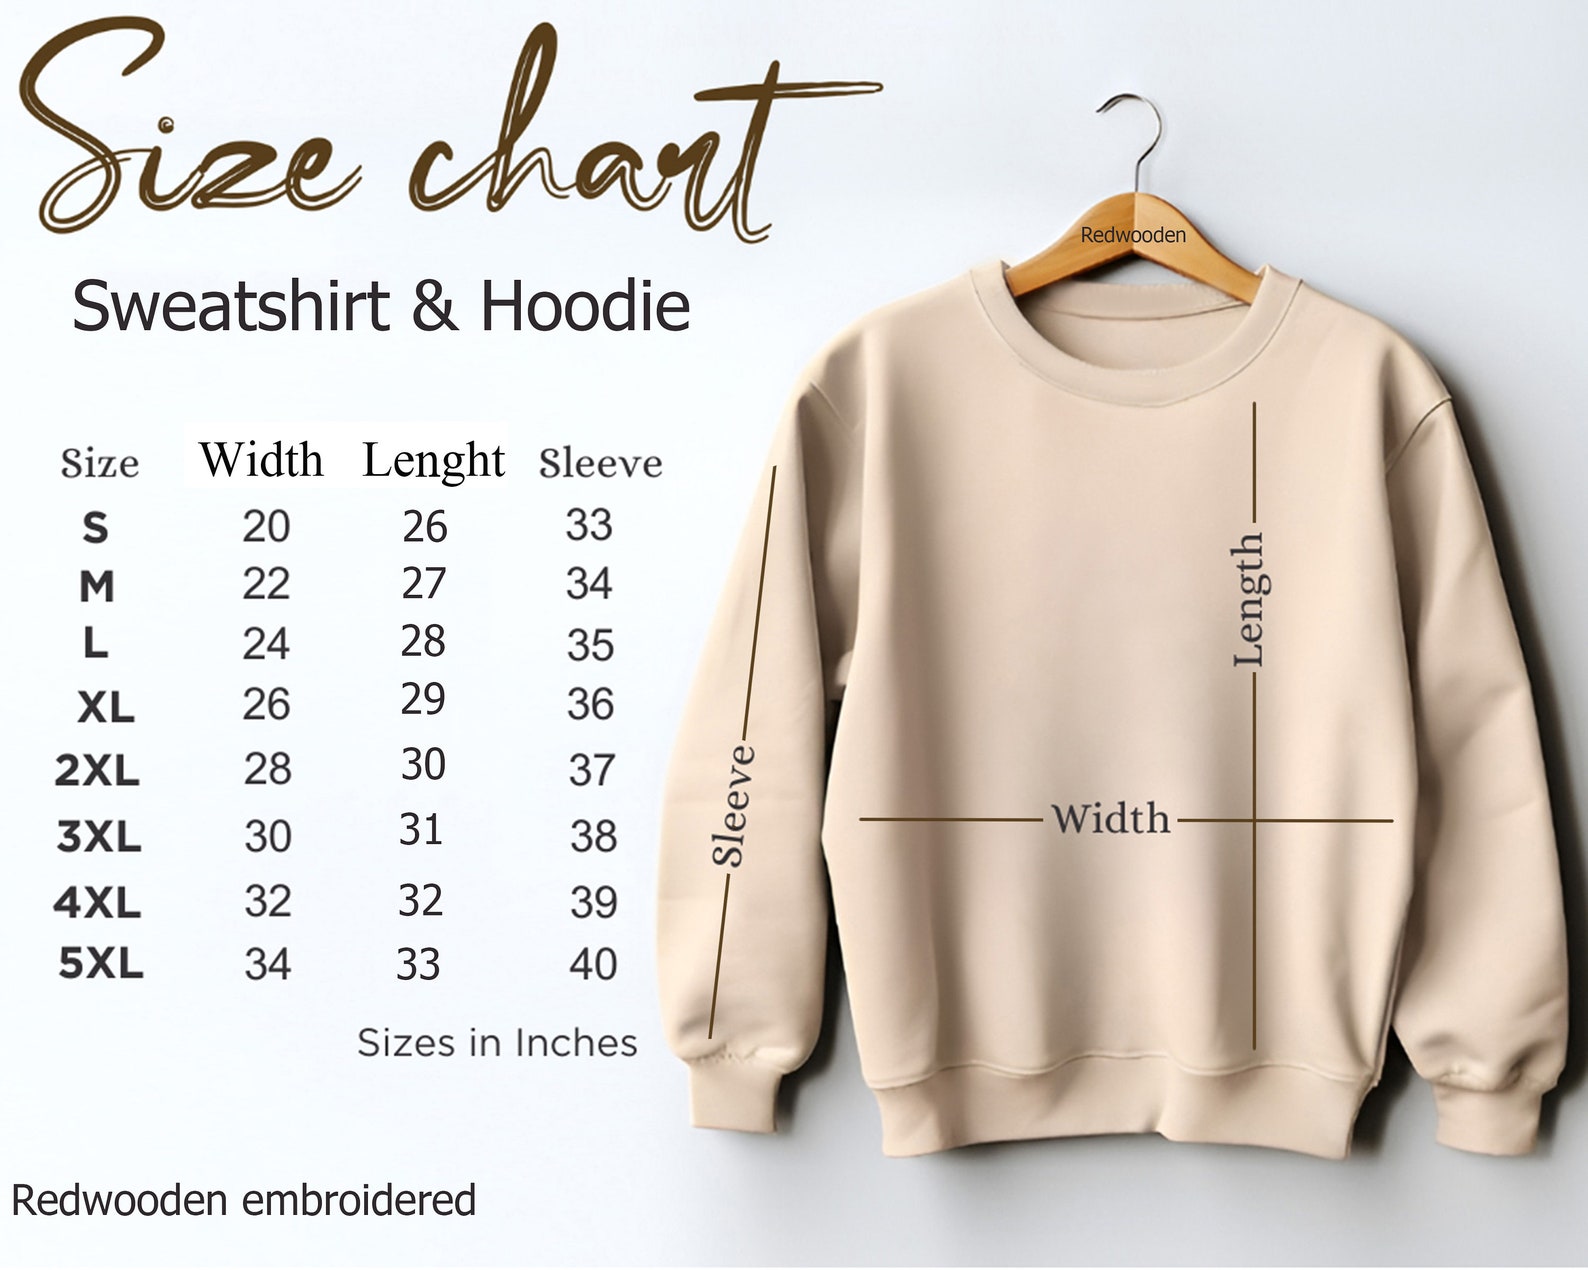 Size chart
Sweatshirt & Hoodie
Redwooden
Size Width Lenght Sleeve
S 20 26 33
M 22 27 34
L 24 28 35
XL 26 29 36
2XL 28 30 37
3XL 30 31 38
4XL 32 32 39
5XL 34 33 40
Sizes in Inches
Sleeve
Width
Length
Redwooden embroidered